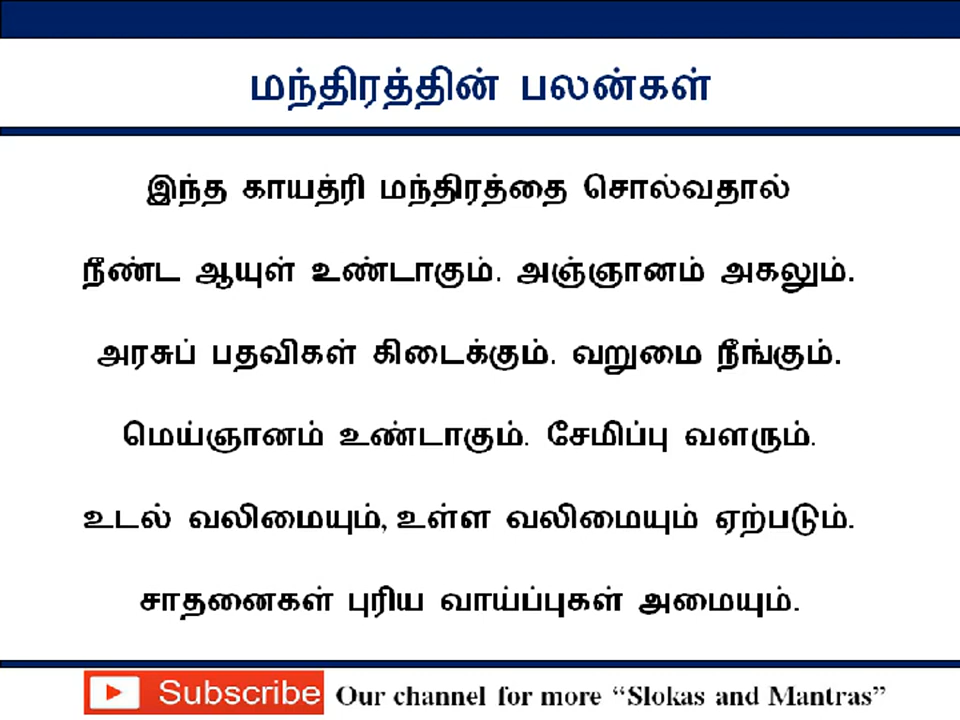 மந்திரத்தின் பலன்கள்
இந்த காயத்ரி மந்திரத்தை சொல்வதால்
நீண்ட ஆயுள் உண்டாகும். அஞ்ஞானம் அகலும்.
அரசுப் பதவிகள் கிடைக்கும். வறுமை நீங்கும்.
மெய்ஞானம் உண்டாகும். சேமிப்பு வளரும்.
உடல் வலிமையும், உள்ள வலிமையும் ஏற்படும்.
சாதனைகள் புரிய வாய்ப்புகள் அமையும்.
Subscribe Our channel for more “Slokas and Mantras”